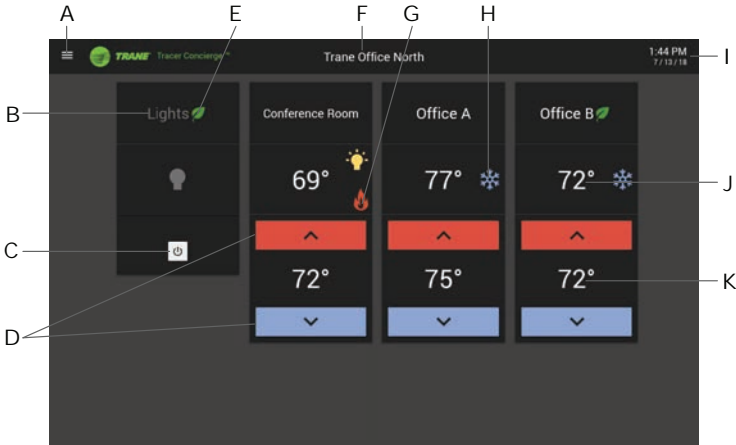 A
E
F
G
H
TRANE Tracer Concierge™
Trane Office North
1:44 PM
7 / 13 / 18
I
B
Lights
Conference Room
Office A
Office B
69°
77°
72°
J
C
D
72°
75°
72°
K